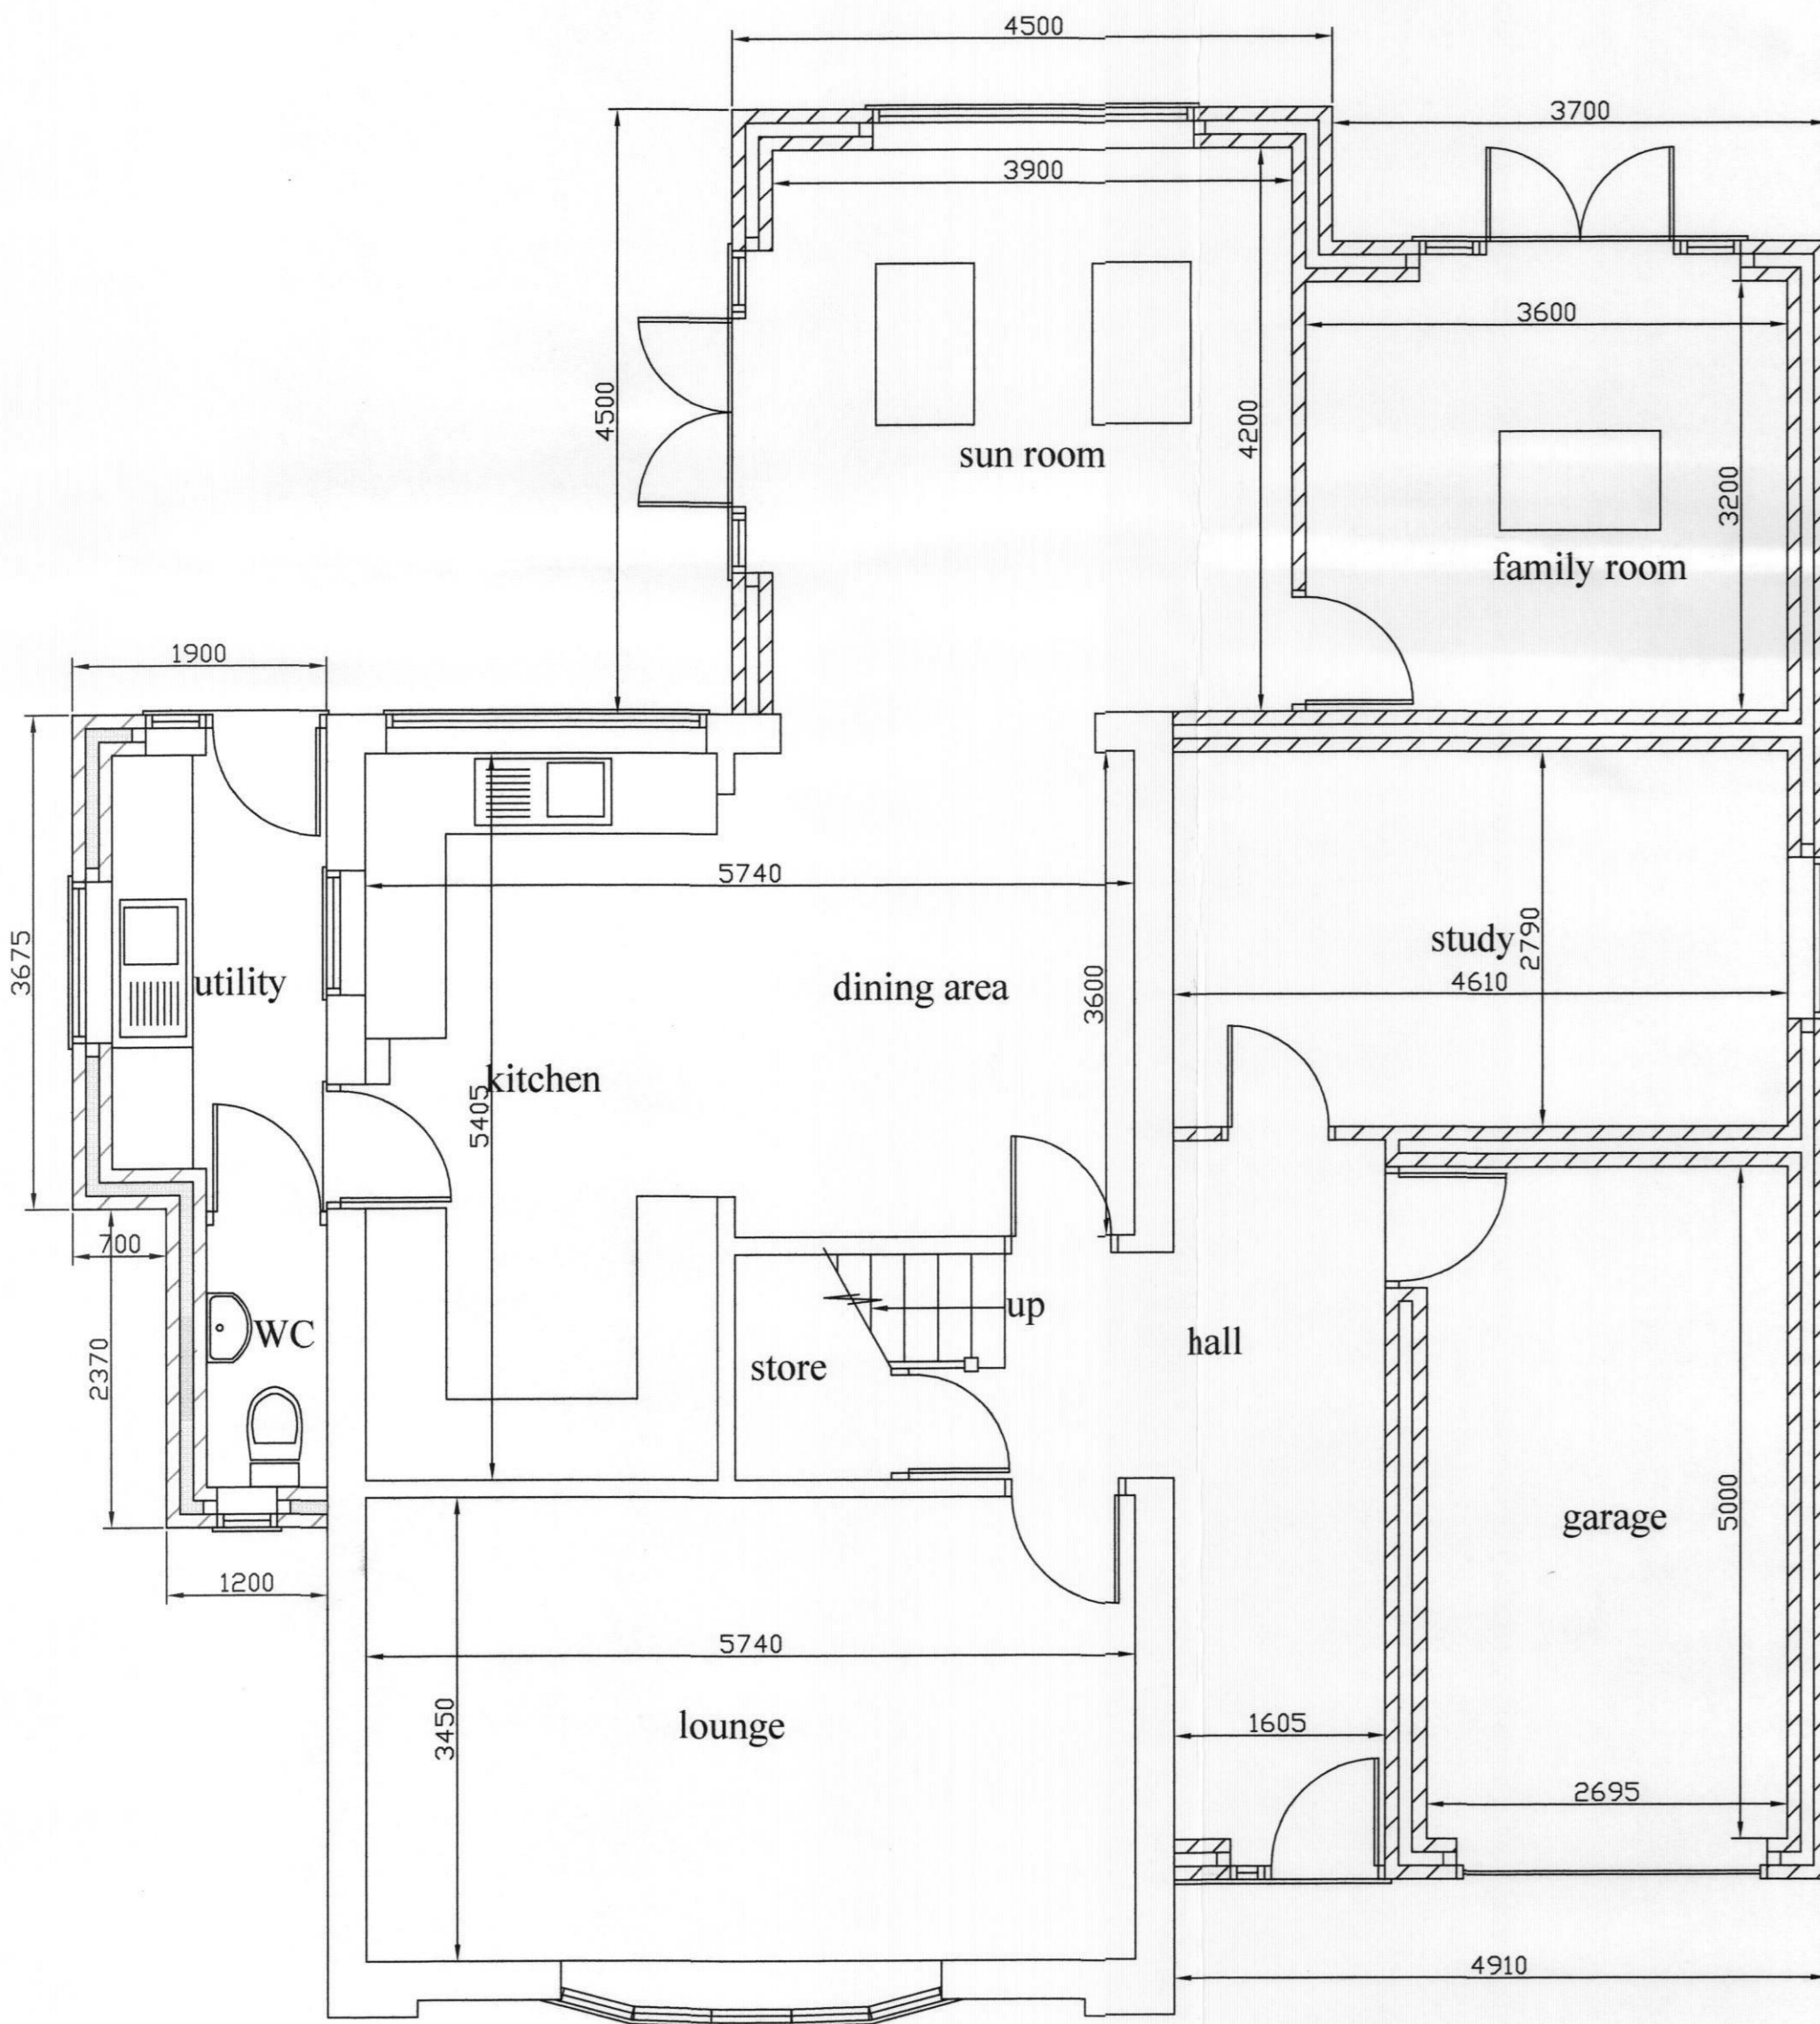 4500
3700
3900
3600
4500
4200
sun room
3200
family room
1900
5740
3675
utility
dining area
3600
study
2790
4610
kitchen
5405
700
up
WC
hall
2370
store
5000
garage
1200
5740
3450
lounge
1605
2695
4910